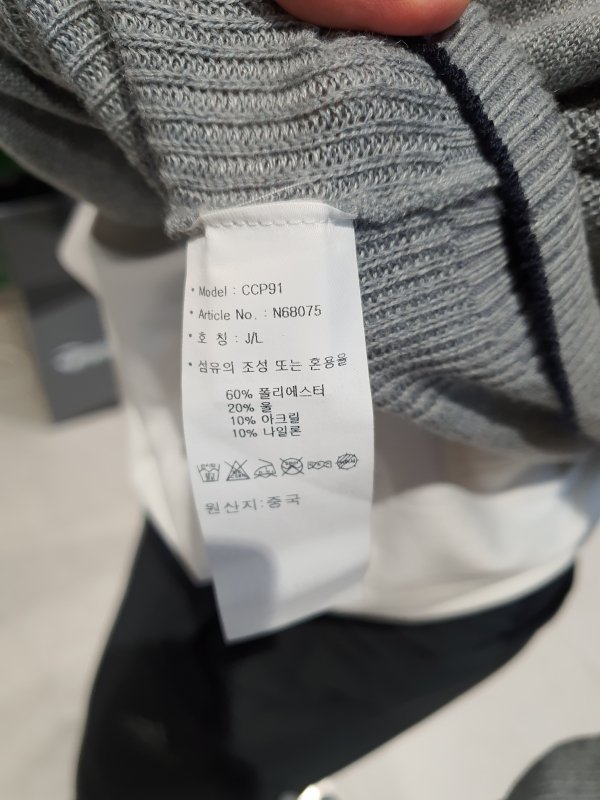 * Model : CCP91
* Article No. : N68075
* 호 칭 : J/L
* 섬유의 조성 또는 혼용율
60% 폴리에스터
20% 울
10% 아크릴
10% 나일론
원산지:중국